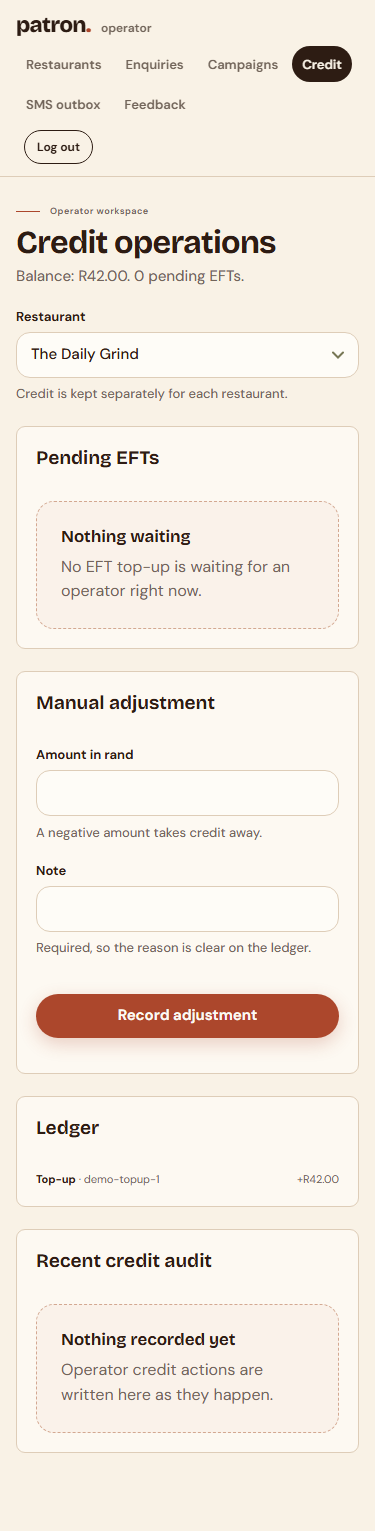 patron. operator
Restaurants Enquiries Campaigns Credit
SMS outbox Feedback
Log out
Operator workspace
Credit operations
Balance: R42.00. 0 pending EFTs.
Restaurant
The Daily Grind
Credit is kept separately for each restaurant.
Pending EFTs
Nothing waiting
No EFT top-up is waiting for an
operator right now.
Manual adjustment
Amount in rand
A negative amount takes credit away.
Note
Required, so the reason is clear on the ledger.
Record adjustment
Ledger
Top-up · demo-topup-1 +R42.00
Recent credit audit
Nothing recorded yet
Operator credit actions are
written here as they happen.